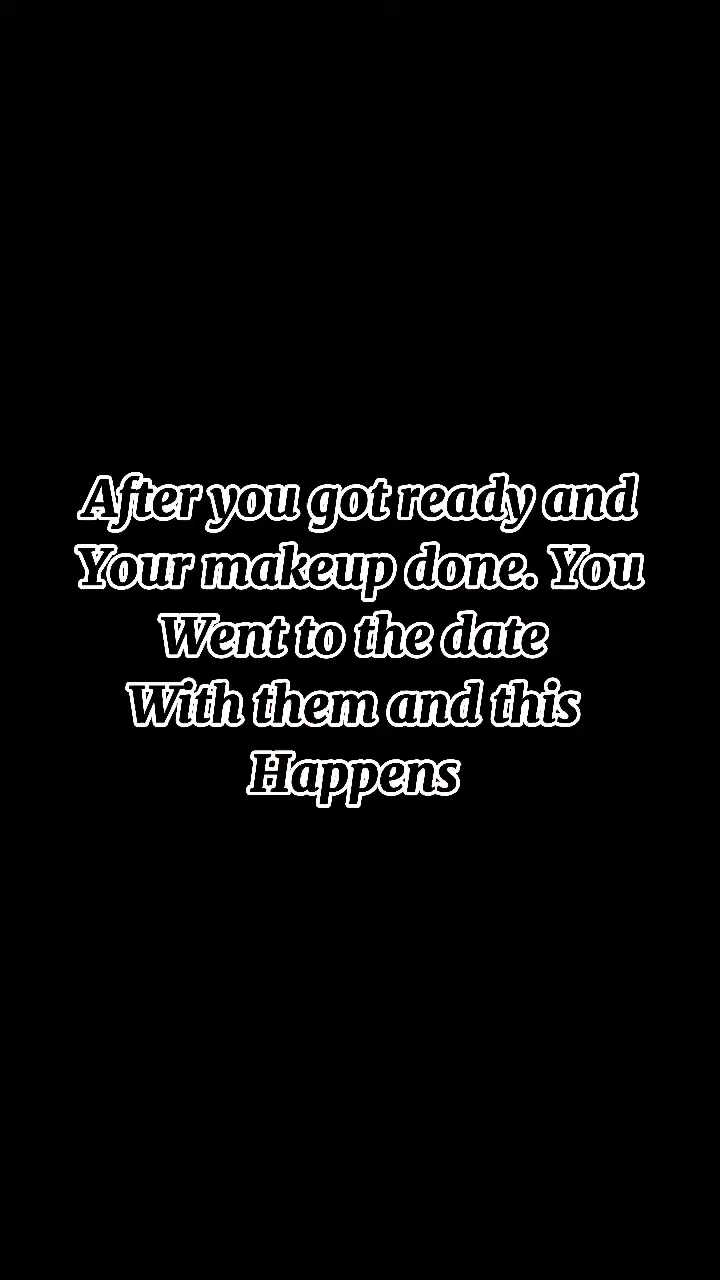 After you got ready and
Your makeup done. You
Went to the date
With them and this
Happens